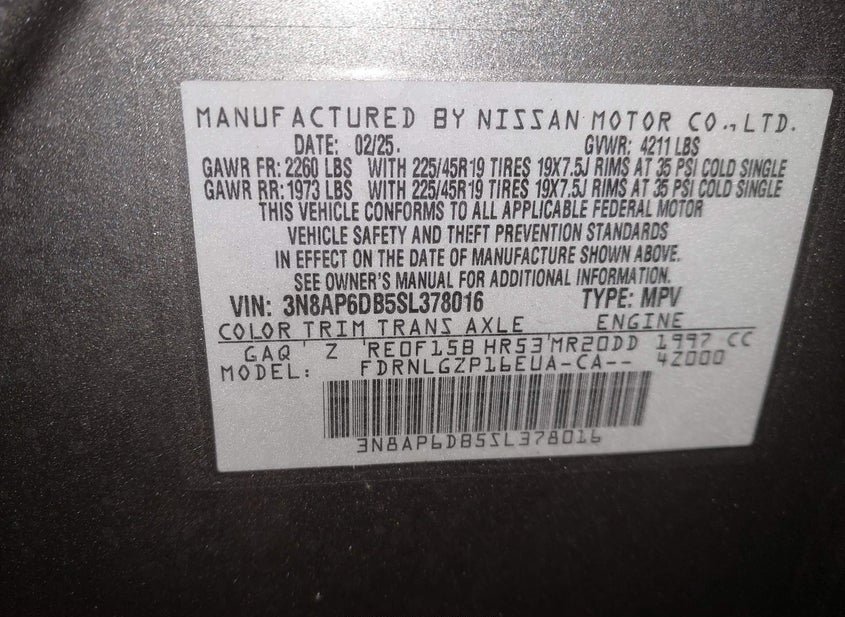 MANUFACTURED BY NISSAN MOTOR CO.,LTD.
DATE: 02/25. GVWR: 4211 LBS
GAWR FR: 2260 LBS WITH 225/45R19 TIRES 19X7.5J RIMS AT 35 PSI COLD SINGLE
GAWR RR: 1973 LBS WITH 225/45R19 TIRES 19X7.5J RIMS AT 35 PSI COLD SINGLE
THIS VEHICLE CONFORMS TO ALL APPLICABLE FEDERAL MOTOR
VEHICLE SAFETY AND THEFT PREVENTION STANDARDS
IN EFFECT ON THE DATE OF MANUFACTURE SHOWN ABOVE.
SEE OWNER'S MANUAL FOR ADDITIONAL INFORMATION.
VIN: 3N8AP6DB5SL378016 TYPE: MPV
COLOR TRIM TRANS AXLE ENGINE
GAQ ' Z 'RE0F15B HR53'MR20DD 1997 CC
MODEL: FDRNLGZP16EUA-CA-- 4Z000
3N8AP6DB5SL378016